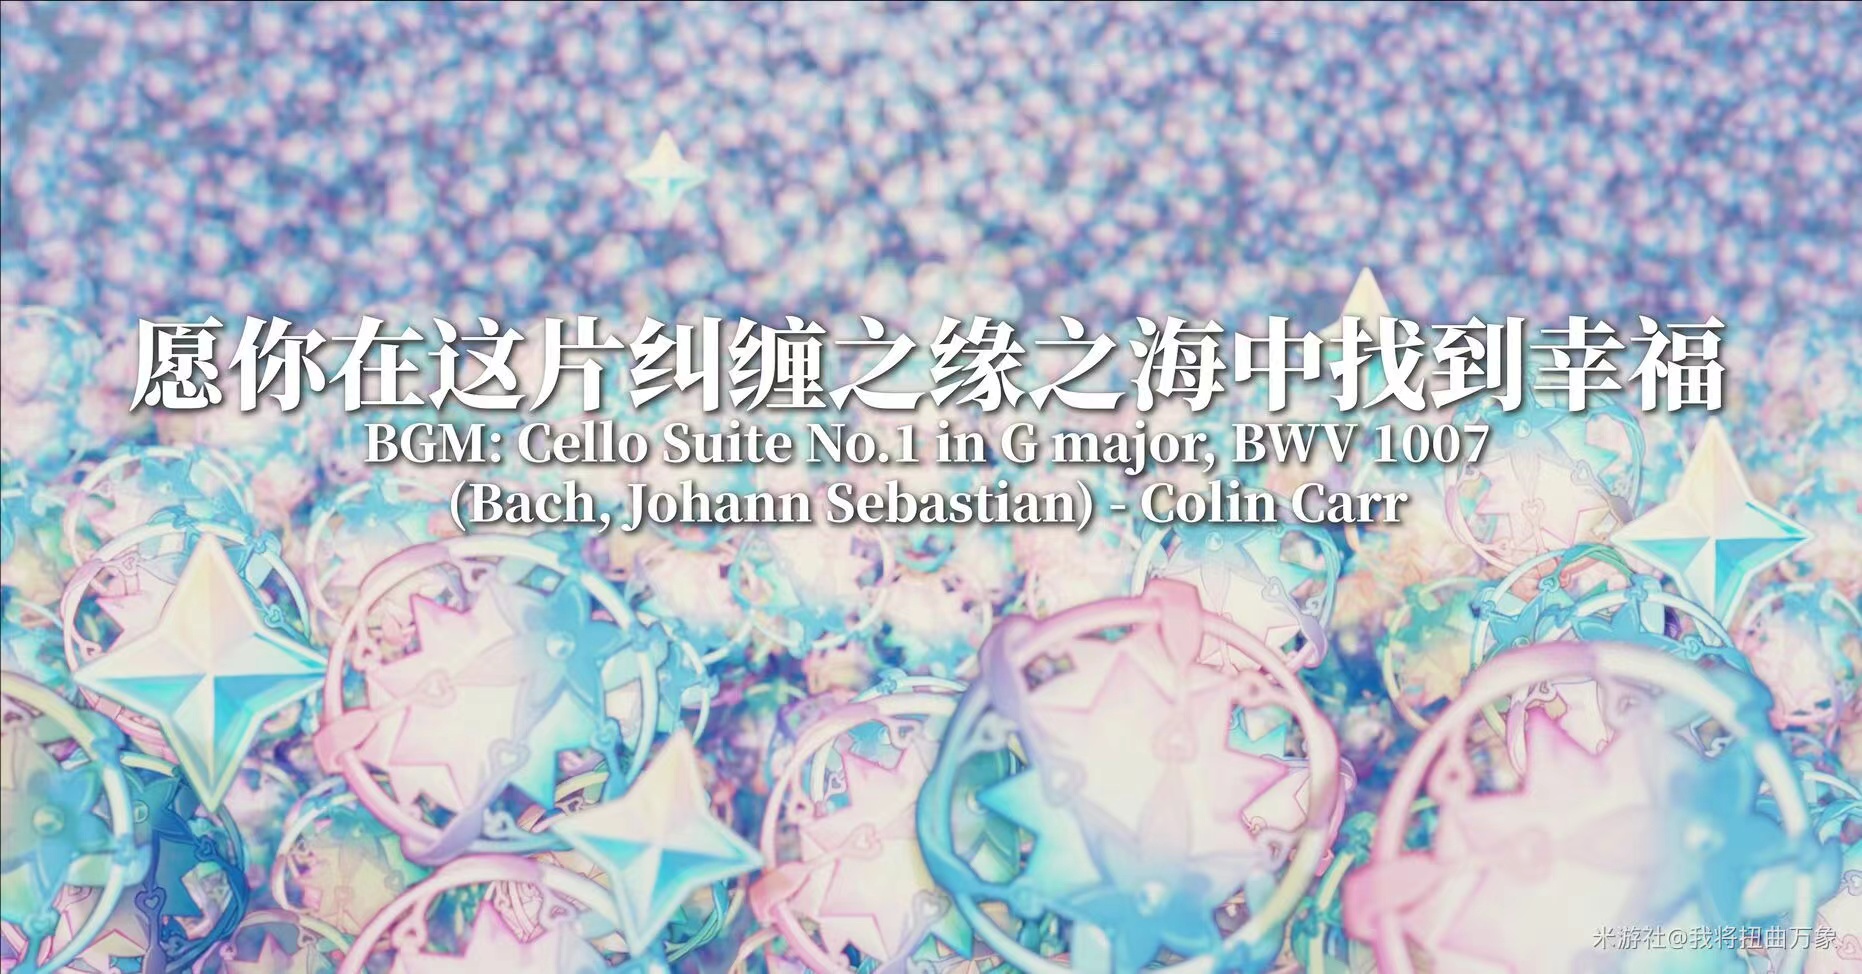 愿你在这片纠缠之缘之海中找到幸福
BGM: Cello Suite No.1 in G major, BWV 1007
(Bach, Johann Sebastian) - Colin Carr
米游社@我将扭曲万象